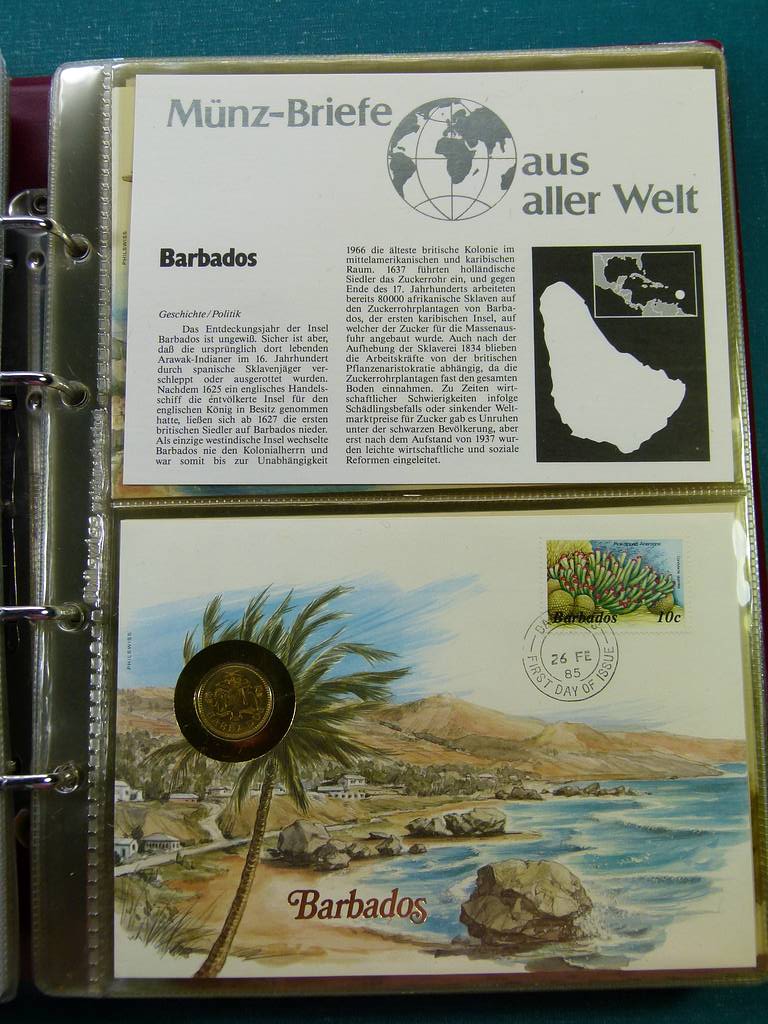 Münz-Briefe
aus
aller Welt
PHILSWISS
Barbados
Geschichte/Politik
Das Entdeckungsjahr der Insel
Barbados ist ungewiß. Sicher ist aber,
daß die ursprünglich dort lebenden
Arawak-Indianer im 16. Jahrhundert
durch spanische Sklavenjäger ver-
schleppt oder ausgerottet wurden.
Nachdem 1625 ein englisches Handels-
schiff die entvölkerte Insel für den
englischen König in Besitz genommen
hatte, ließen sich ab 1627 die ersten
britischen Siedler auf Barbados nieder.
Als einzige westindische Insel wechselte
Barbados nie den Kolonialherrn und
war somit bis zur Unabhängigkeit
1966 die älteste britische Kolonie im
mittelamerikanischen und karibischen
Raum. 1637 führten holländische
Siedler das Zuckerrohr ein, und gegen
Ende des 17. Jahrhunderts arbeiteten
bereits 80000 afrikanische Sklaven auf
den Zuckerrohrplantagen von Barba-
dos, der ersten karibischen Insel, auf
welcher der Zucker für die Massenaus-
fuhr angebaut wurde. Auch nach der
Aufhebung der Sklaverei 1834 blieben
die Arbeitskräfte von der britischen
Pflanzenaristokratie abhängig, da die
Zuckerrohrplantagen fast den gesamten
Boden einnahmen. Zu Zeiten wirt-
schaftlicher Schwierigkeiten infolge
Schädlingsbefalls oder sinkender Welt-
marktpreise für Zucker gab es Unruhen
unter der schwarzen Bevölkerung, aber
erst nach dem Aufstand von 1937 wur-
den leichte wirtschaftliche und soziale
Reformen eingeleitet.
philswiss
Barbados 10c
26 FE
85
FIRST DAY OF ISSUE
PHILSWISS
Barbados